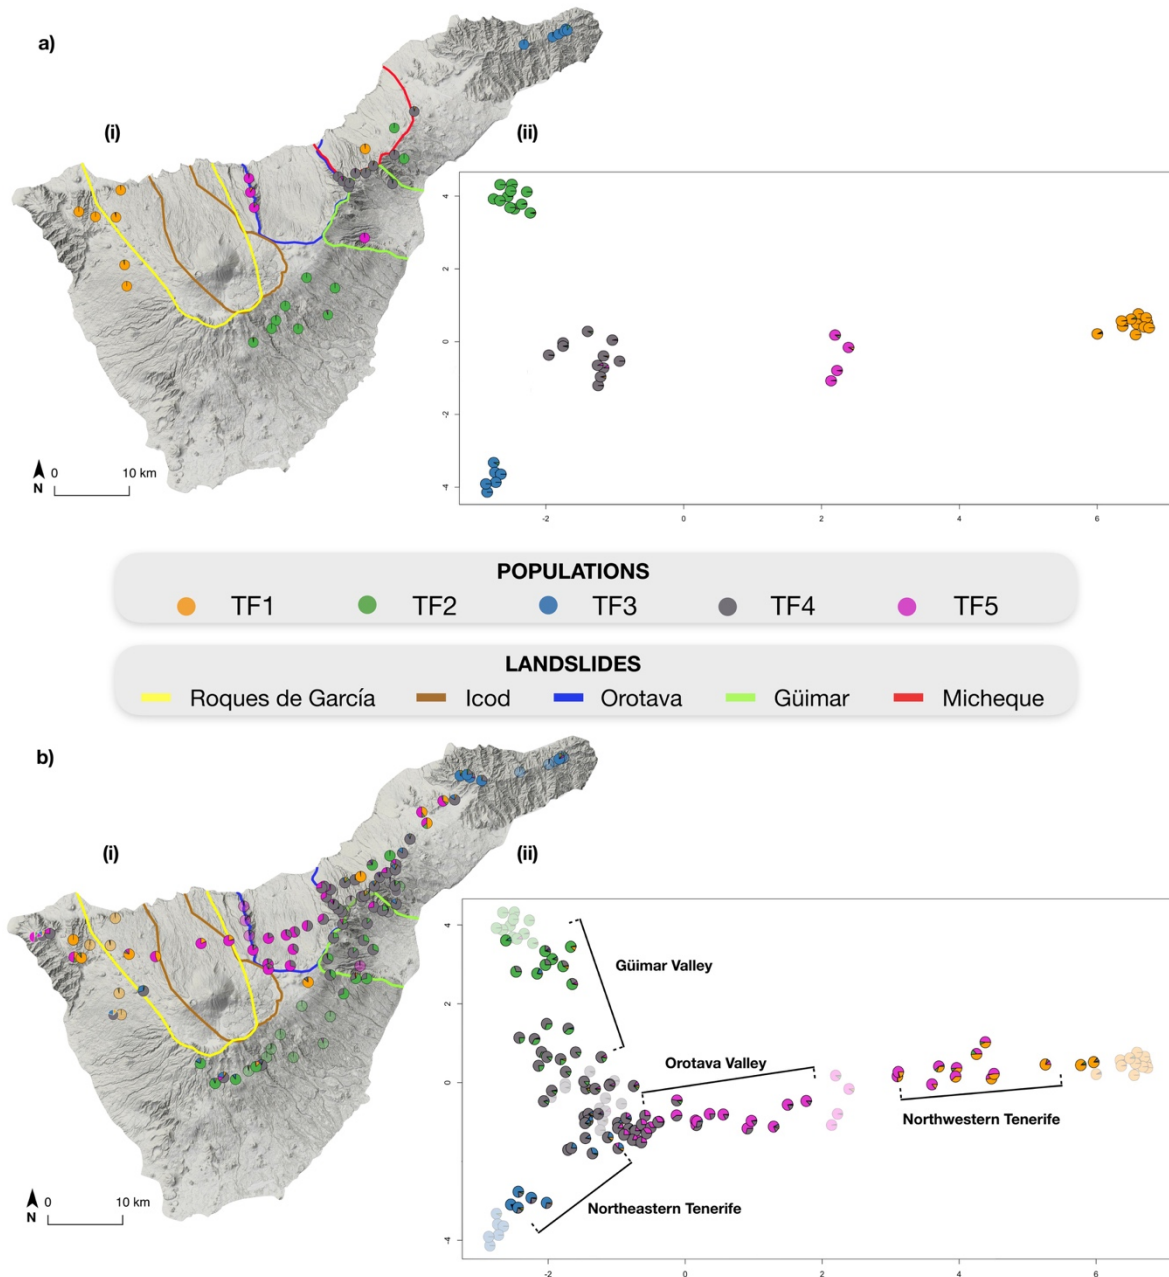 a)
(i)
(ii)
4
2
0
-2
-4
-2
0
2
4
6
N
0
10 km
POPULATIONS
TF1
TF2
TF3
TF4
TF5
LANDSLIDES
Roques de García
Icod
Orotava
Güimar
Micheque
b)
(i)
(ii)
4
2
0
-2
-4
-2
0
2
4
6
Güimar Valley
Orotava Valley
Northwestern Tenerife
Northeastern Tenerife
N
0
10 km